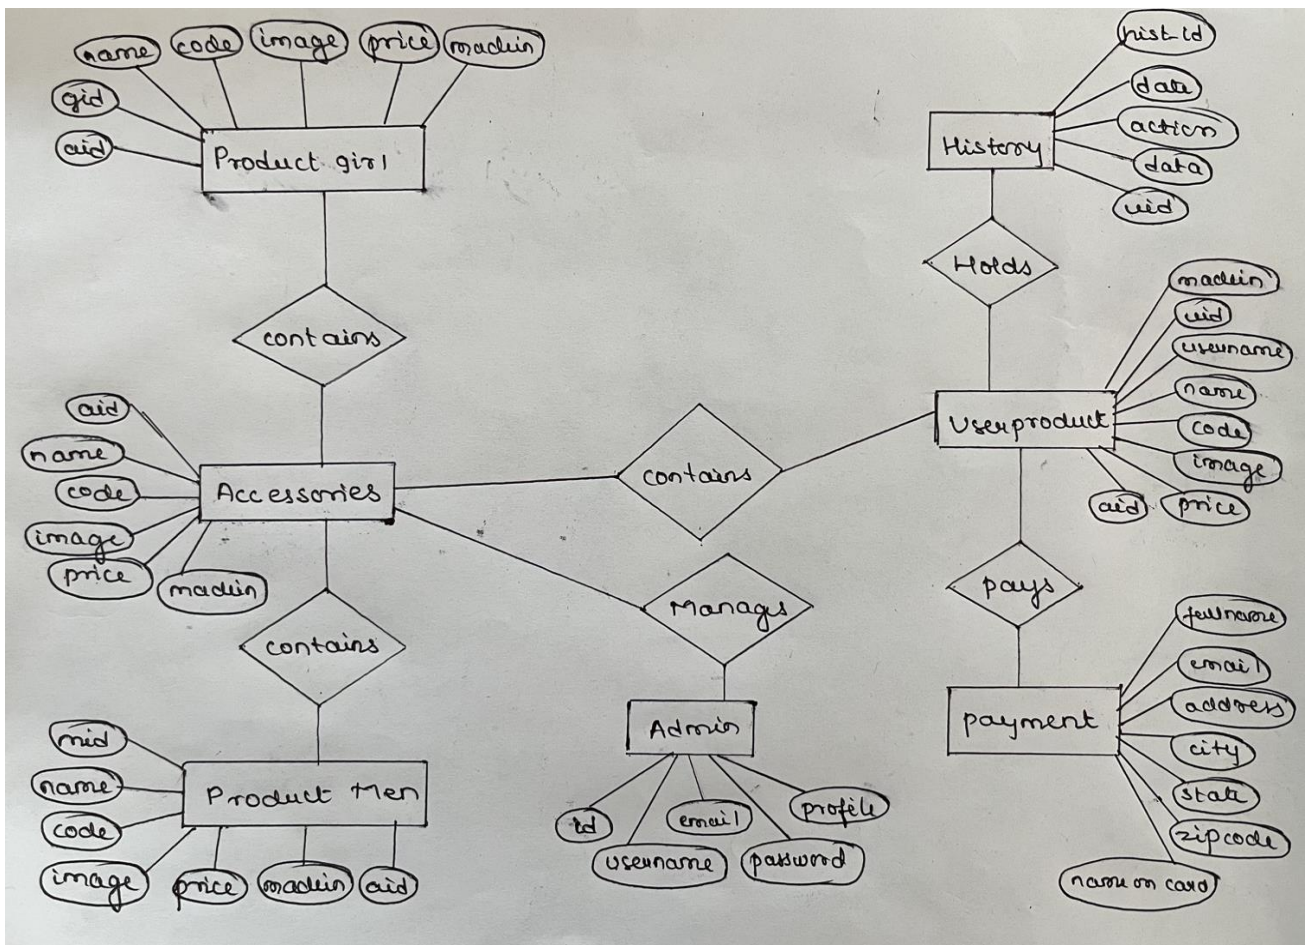 name
code
image
price
madein
gid
aid
Product girl
contains
aid
name
code
image
price
madein
Accessories
contains
mid
name
code
image
price
madein
aid
Product Men
contains
Manages
Admin
id
username
email
password
profile
hist-id
date
action
data
uid
History
Holds
madein
uid
username
name
code
image
price
aid
Userproduct
pays
payment
fullname
email
address
city
state
zipcode
name on card